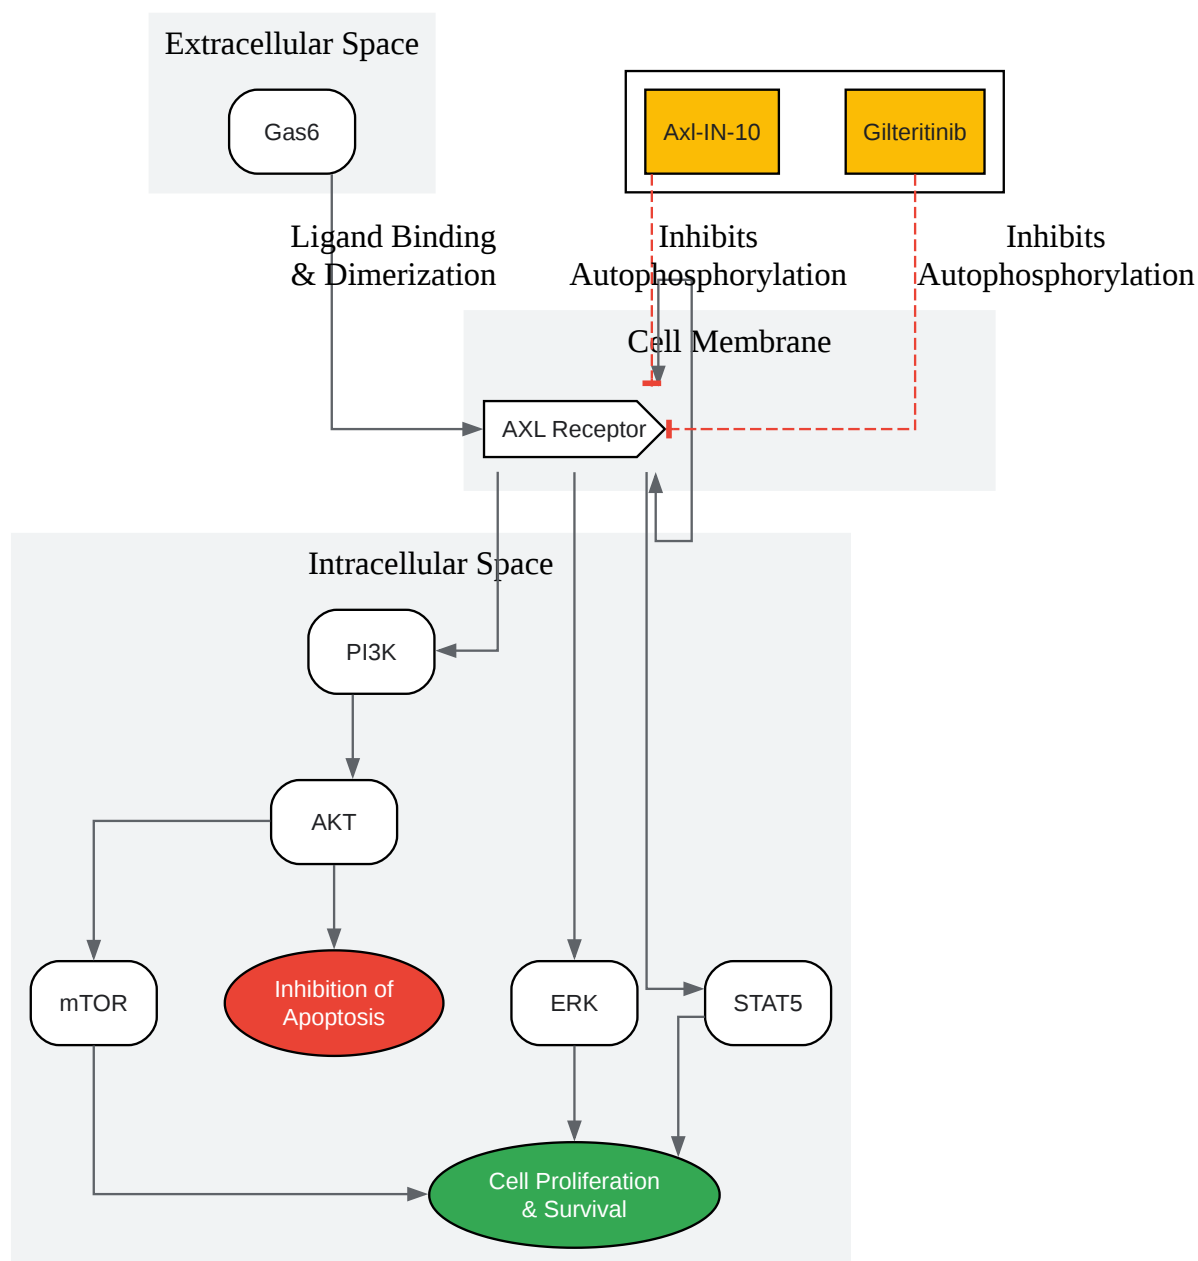 Extracellular Space
Gas6
Axl-IN-10
Gilteritinib
Ligand Binding
& Dimerization
Inhibits
Autophosphorylation
Inhibits
Autophosphorylation
Cell Membrane
AXL Receptor
Intracellular Space
PI3K
AKT
mTOR
Inhibition of
Apoptosis
ERK
STAT5
Cell Proliferation
& Survival